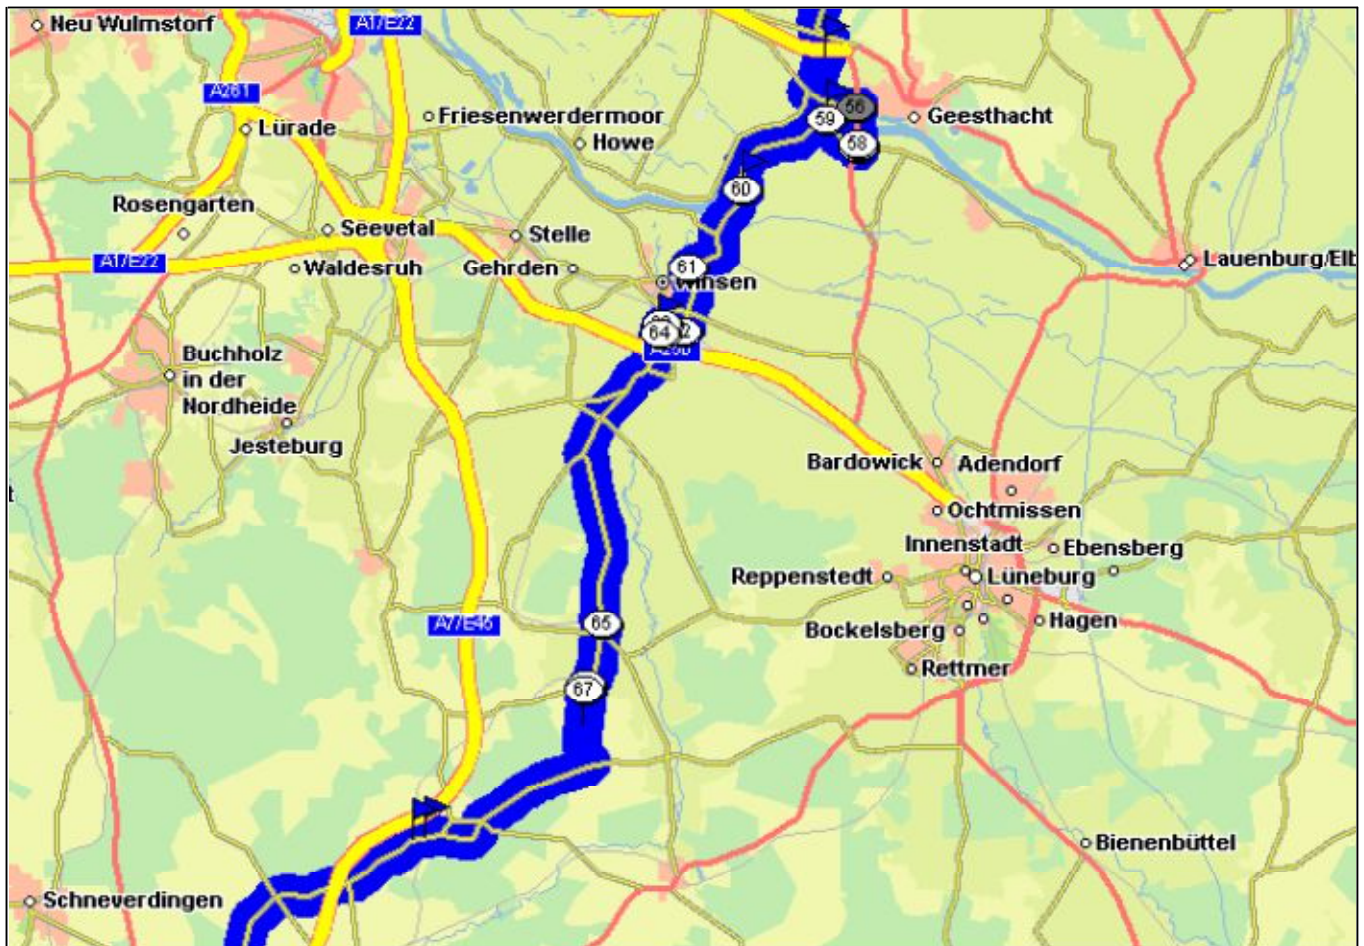 Neu Wulmstorf
A1/E22
A261
56
Geesthacht
Friesenwerdermoor
59
Lürade
Howe
58
60
Rosengarten
Seevetal
Stelle
A1/E22
Waldesruh
Gehrden
61
Winsen
Lauenburg/Elb
64
Buchholz
in der
Nordheide
Jesteburg
Bardowick
Adendorf
Ochtmissen
Innenstadt
Ebensberg
Reppenstedt
Lüneburg
A7/E45
65
Bockelsberg
Hagen
Rettmer
67
Bienenbüttel
Schneverdingen